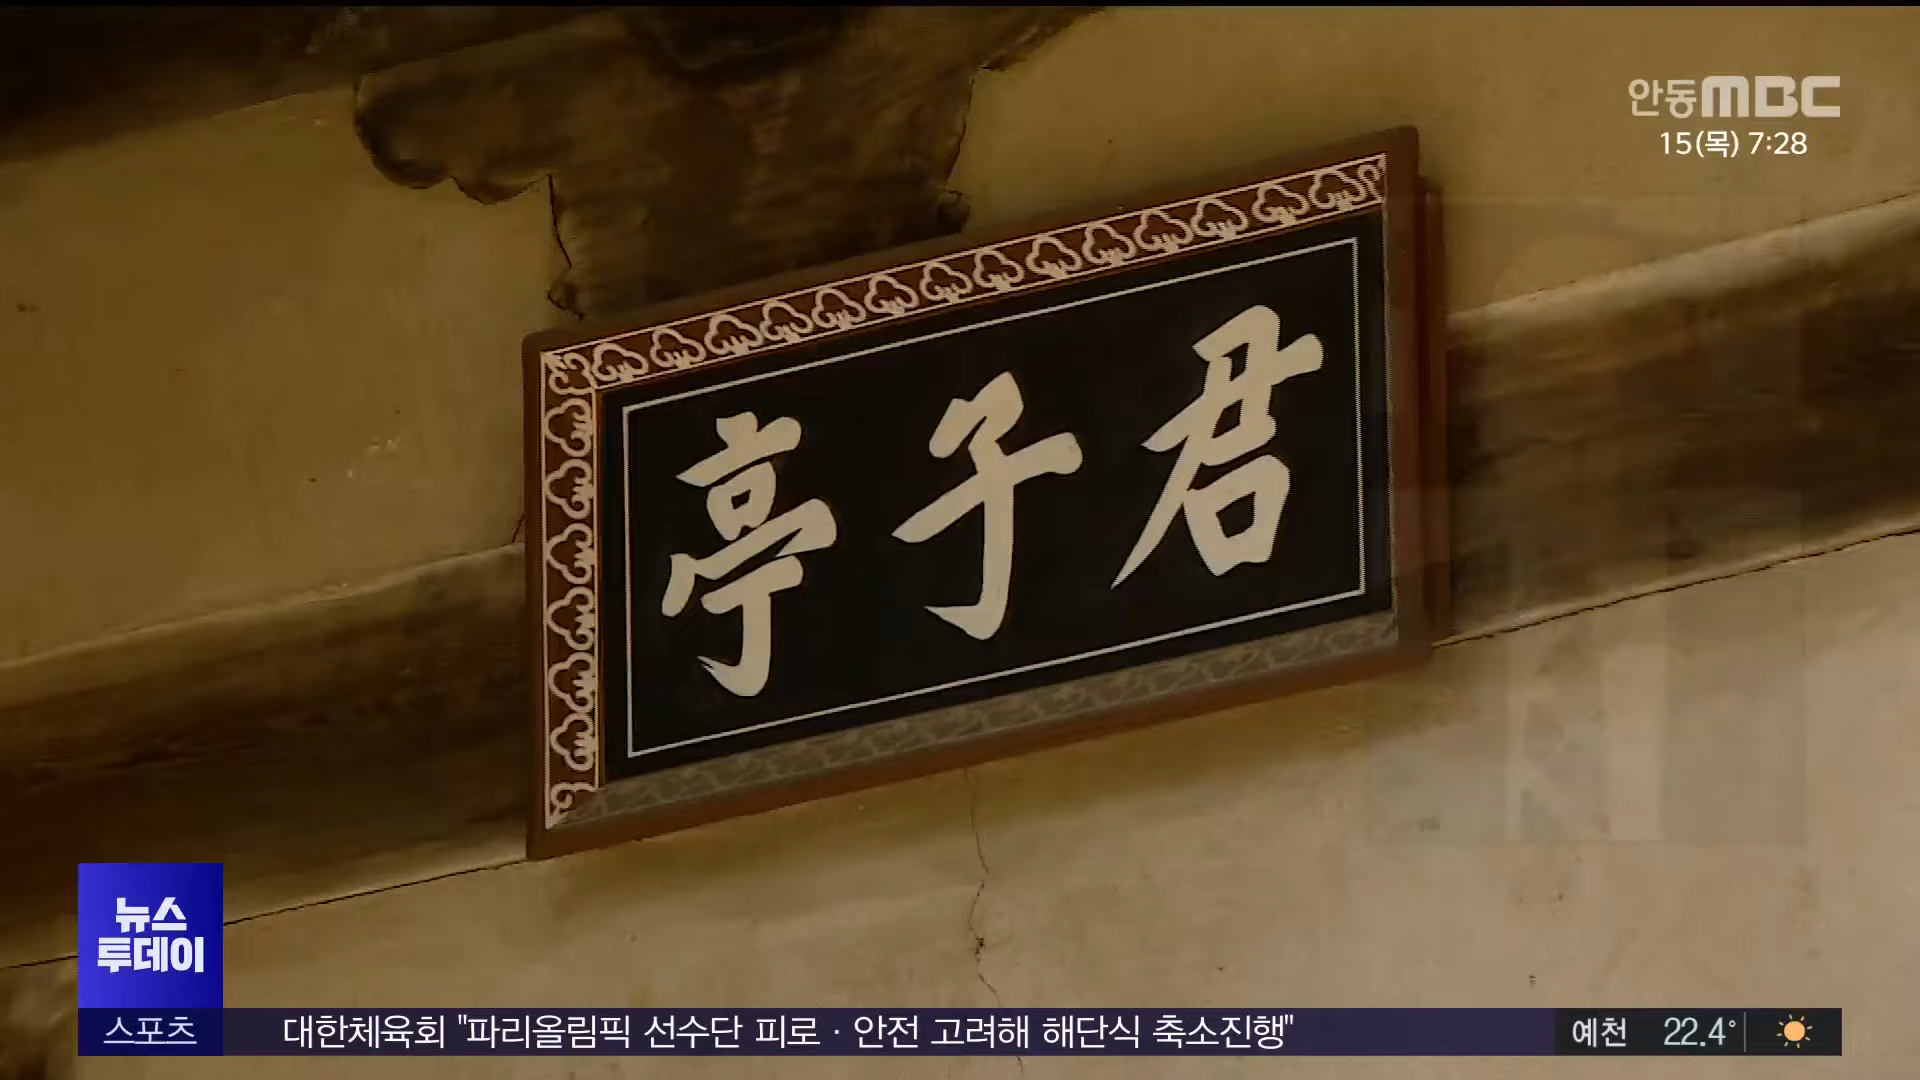 안동MBC
15(목) 7:28
君子亭
뉴스
투데이
스포츠 대한체육회 "파리올림픽 선수단 피로·안전 고려해 해단식 축소진행" 예천 22.4°